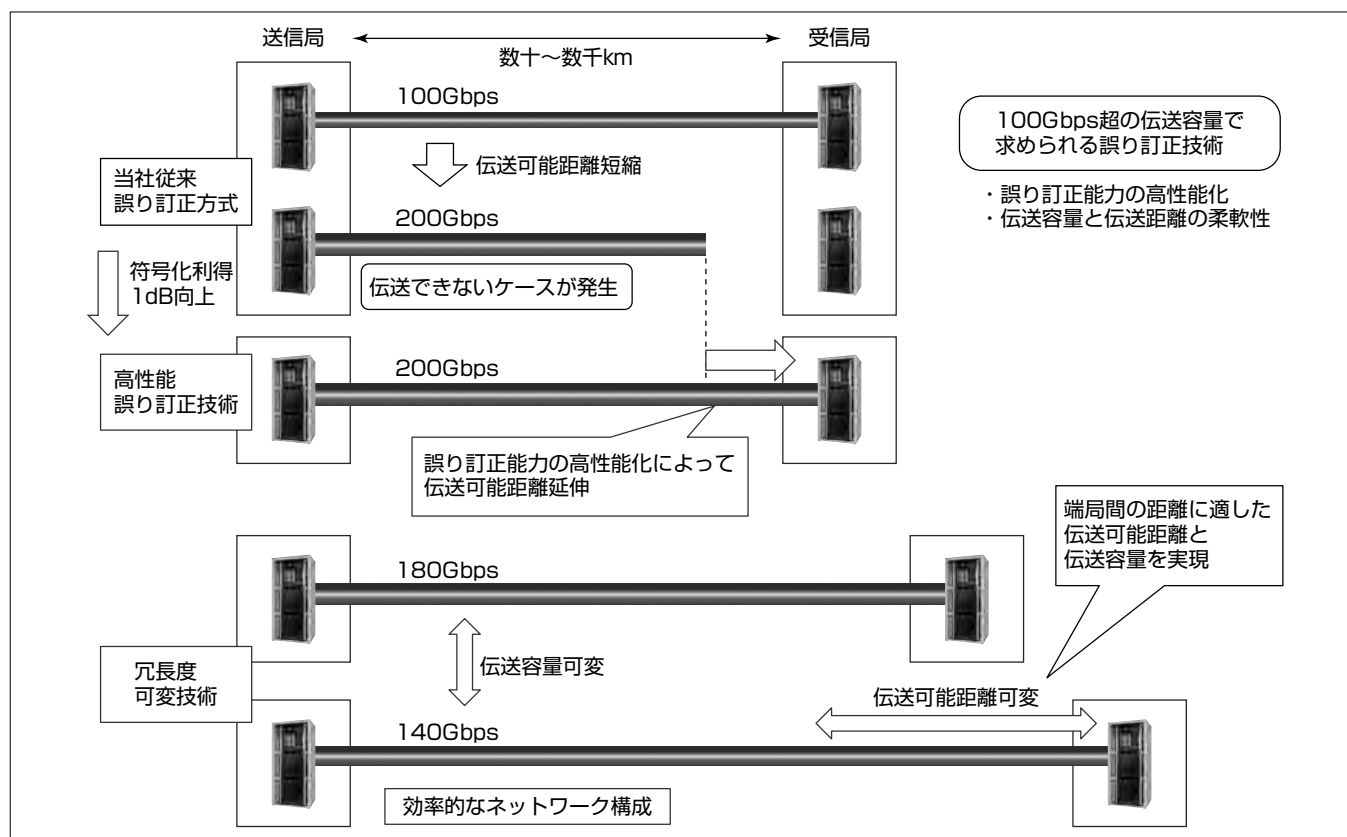 送信局
受信局
数十～数千km
100Gbps
100Gbps超の伝送容量で
求められる誤り訂正技術
・誤り訂正能力の高性能化
・伝送容量と伝送距離の柔軟性
伝送可能距離短縮
当社従来
誤り訂正方式
200Gbps
伝送できないケースが発生
符号化利得
1dB向上
高性能
誤り訂正技術
200Gbps
誤り訂正能力の高性能化によって
伝送可能距離延伸
端局間の距離に適した
伝送可能距離と
伝送容量を実現
180Gbps
冗長度
可変技術
伝送容量可変
伝送可能距離可変
140Gbps
効率的なネットワーク構成